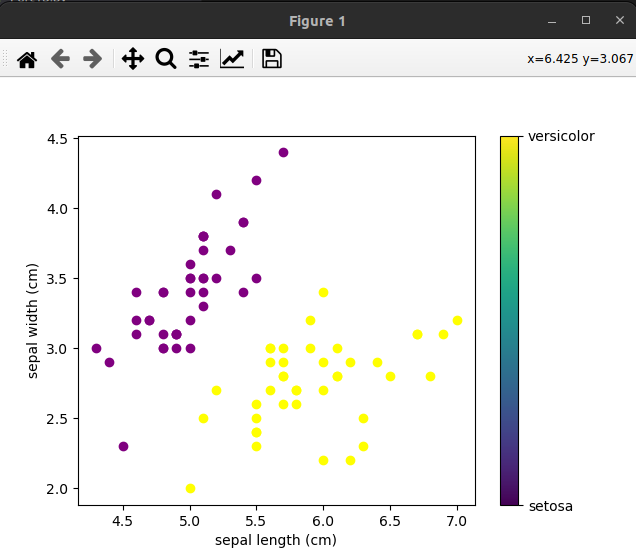 Figure 1
x=6.425 y=3.067
4.5
4.0
3.5
3.0
2.5
2.0
sepal width (cm)
4.5 5.0 5.5 6.0 6.5 7.0
sepal length (cm)
versicolor
setosa